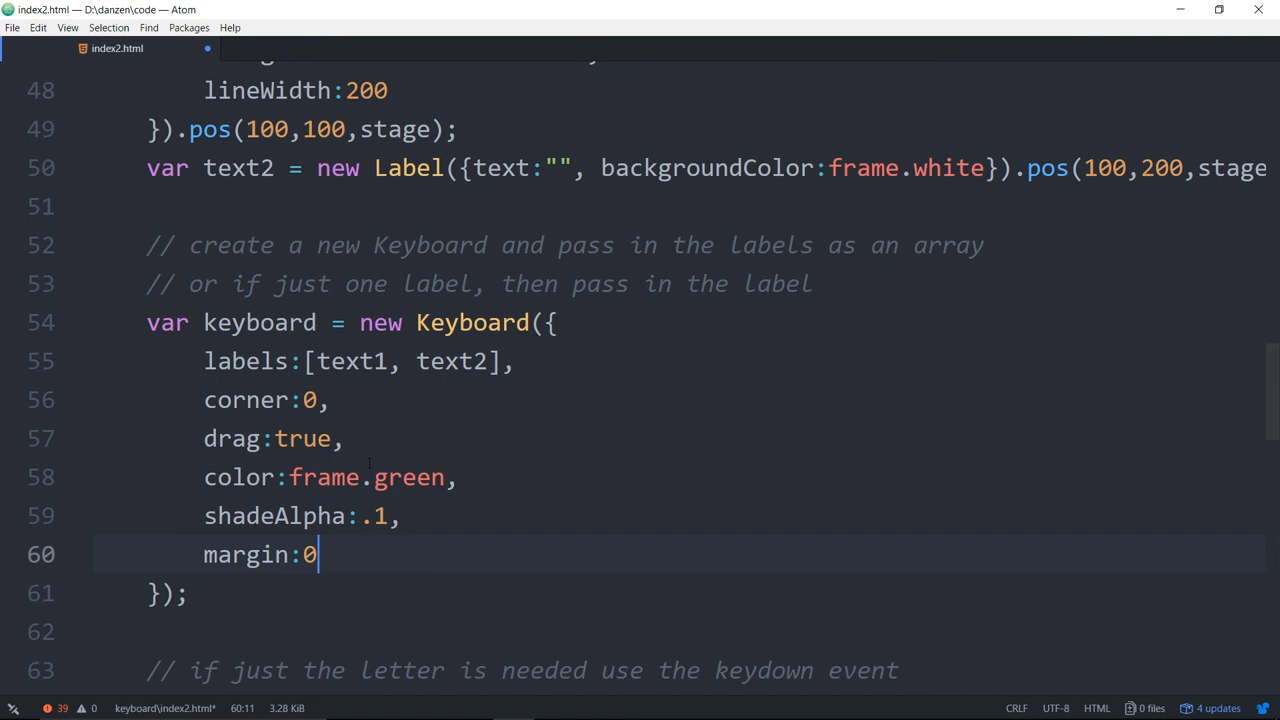 index2.html — D:\danzen\code — Atom
File Edit View Selection Find Packages Help
index2.html
48 lineWidth:200
49 }).pos(100,100,stage);
50 var text2 = new Label({text:"", backgroundColor:frame.white}).pos(100,200,stage
51
52 // create a new Keyboard and pass in the labels as an array
53 // or if just one label, then pass in the label
54 var keyboard = new Keyboard({
55 labels:[text1, text2],
56 corner:0,
57 drag:true,
58 color:frame.green,
59 shadeAlpha:.1,
60 margin:0
61 });
62
63 // if just the letter is needed use the keydown event
39 0 keyboard\index2.html* 60:11 3.28 KiB CRLF UTF-8 HTML 0 files 4 updates